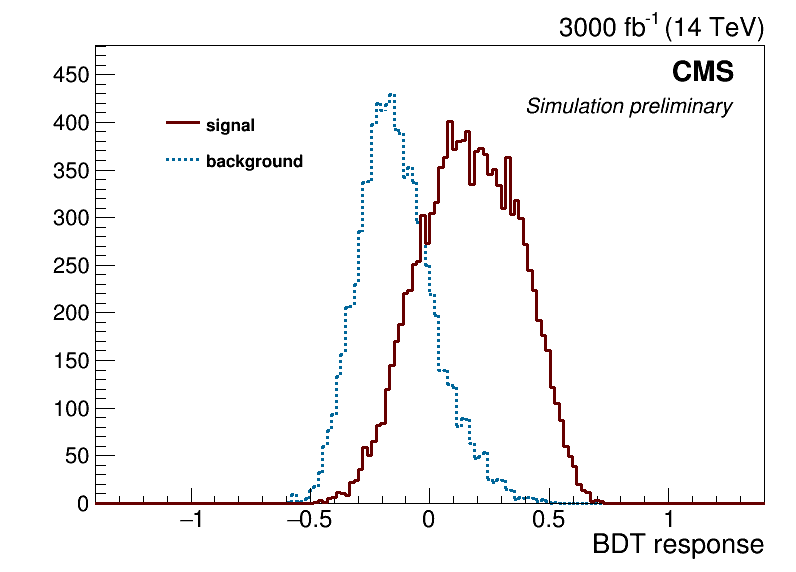 3000 fb⁻¹ (14 TeV)
CMS
Simulation preliminary
signal
background
450
400
350
300
250
200
150
100
50
0
−1 −0.5 0 0.5 1
BDT response